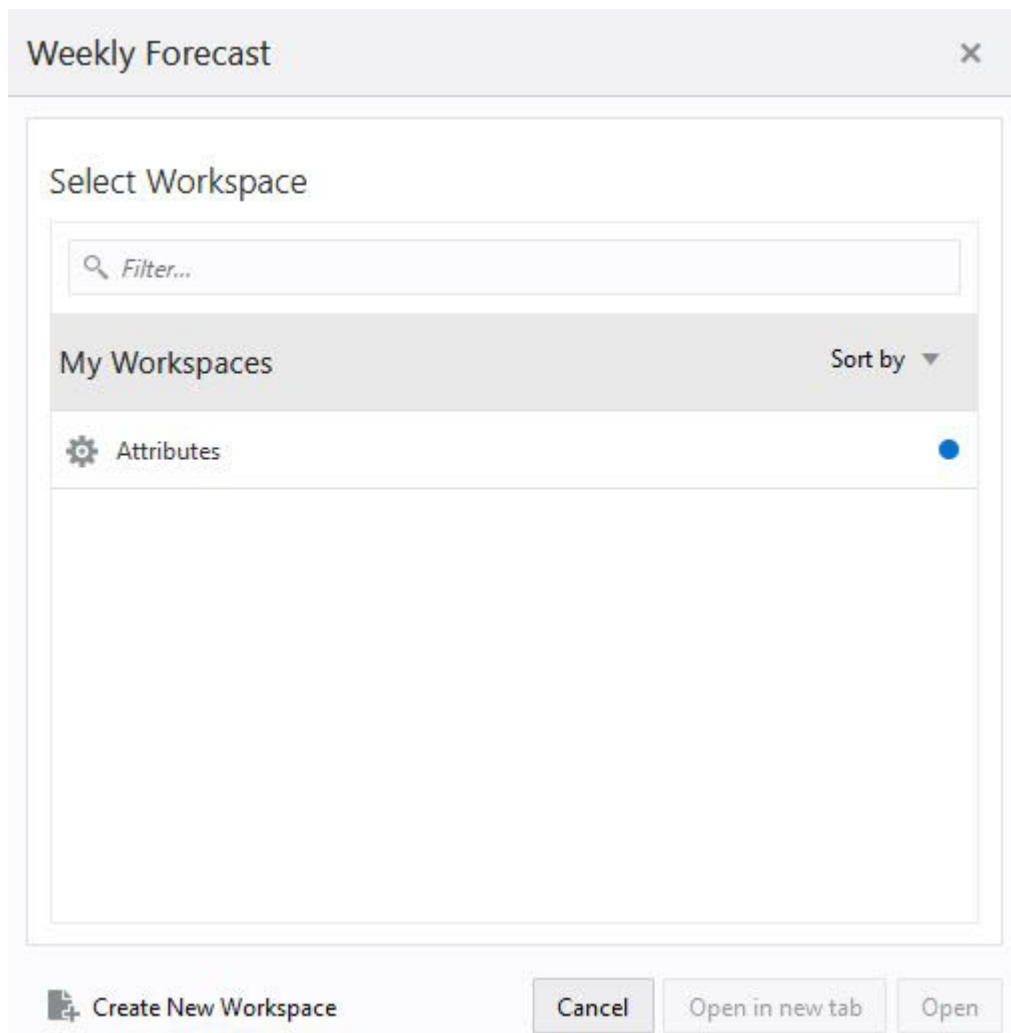 Weekly Forecast
Select Workspace
Filter...
My Workspaces Sort by
Attributes
Create New Workspace Cancel Open in new tab Open